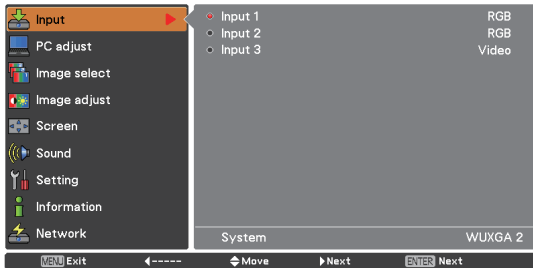 Input
PC adjust
Image select
Image adjust
Screen
Sound
Setting
Information
Network
Input 1 RGB
Input 2 RGB
Input 3 Video
System WUXGA 2
MENU Exit ----- Move Next ENTER Next